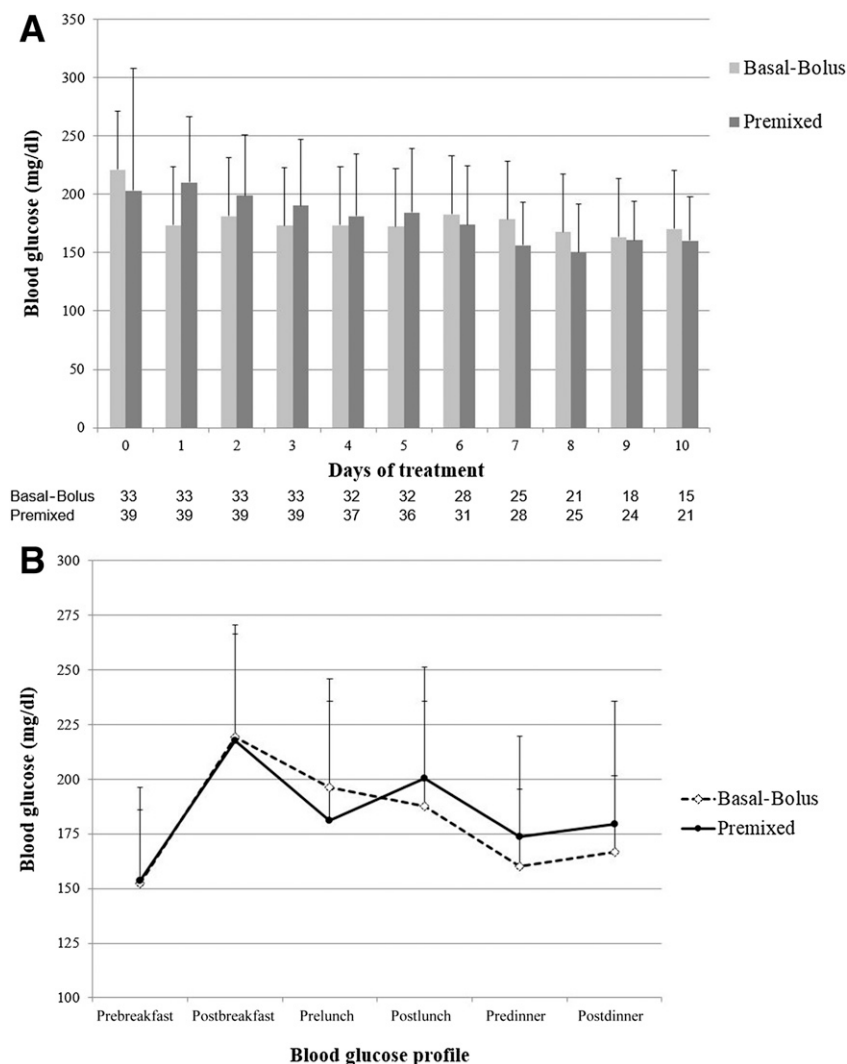 A
350
300
250
200
150
100
50
0
Blood glucose (mg/dl)
Basal-Bolus
Premixed
0 1 2 3 4 5 6 7 8 9 10
Days of treatment
Basal-Bolus 33 33 33 33 32 32 28 25 21 18 15
Premixed 39 39 39 39 37 36 31 28 25 24 21
B
300
275
250
225
200
175
150
125
100
Blood glucose (mg/dl)
Basal-Bolus
Premixed
Prebreakfast Postbreakfast Prelunch Postlunch Predinner Postdinner
Blood glucose profile